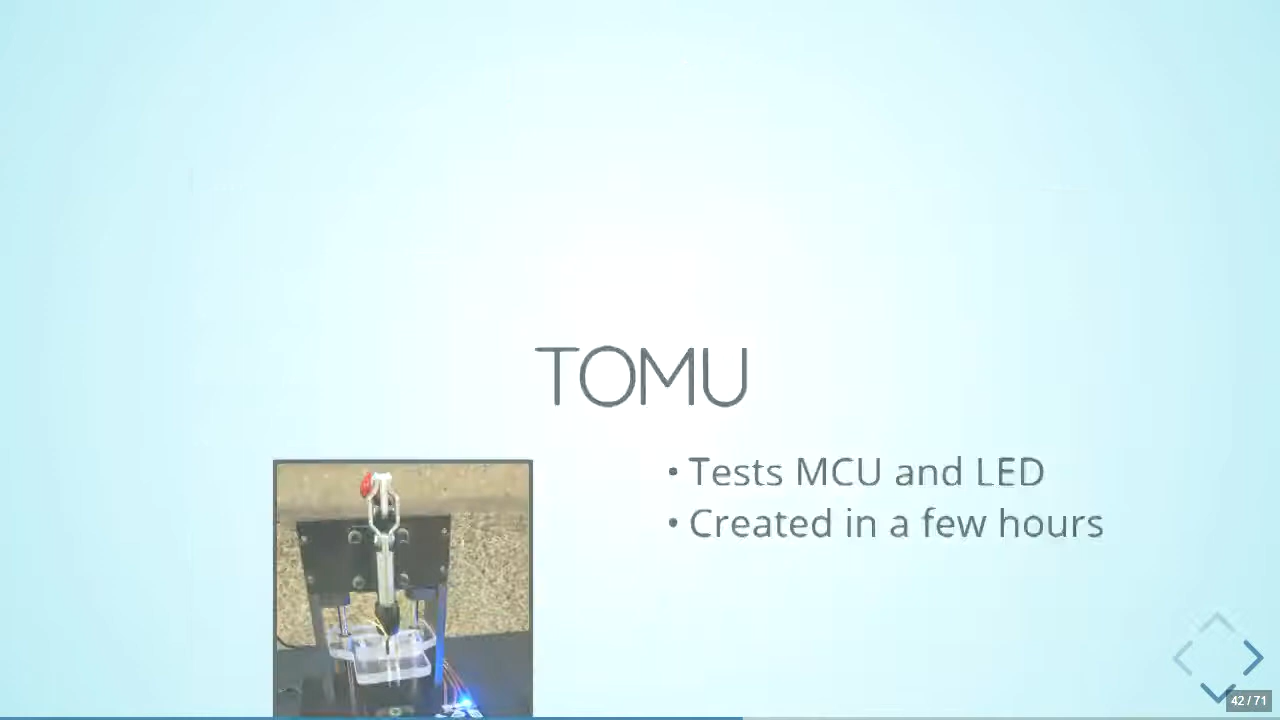 TOMU
• Tests MCU and LED
• Created in a few hours
42 / 71